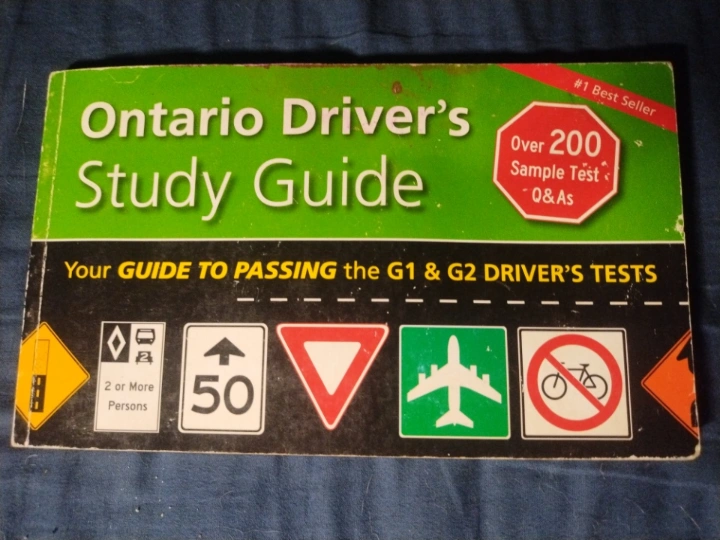 #1 Best Seller
Ontario Driver's
Study Guide
Over 200
Sample Test
Q&As
Your GUIDE TO PASSING the G1 & G2 DRIVER'S TESTS
2
2 or More
Persons
50